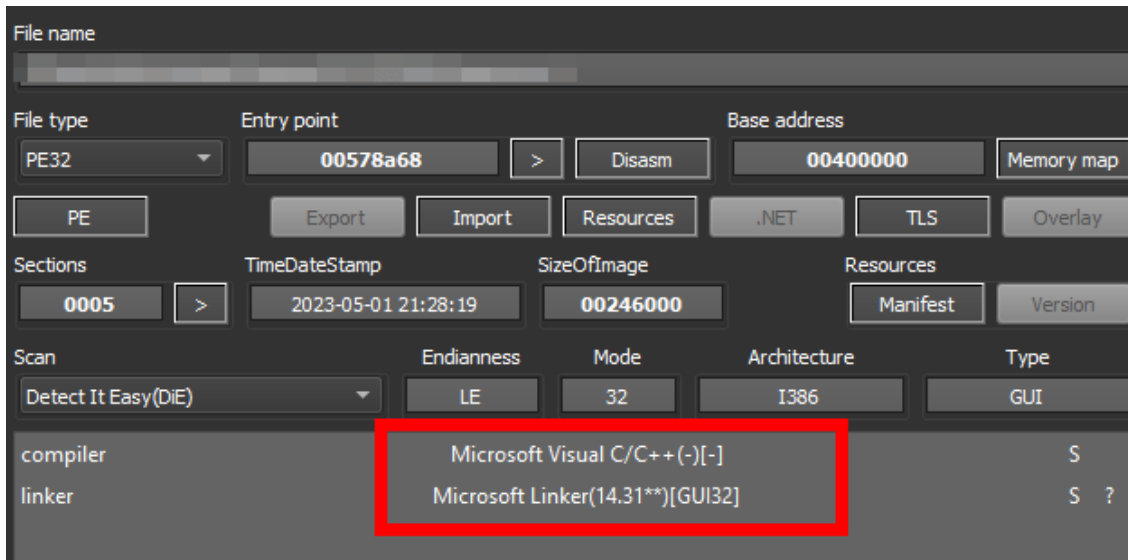 File name
File type Entry point Base address
PE32 00578a68 > Disasm 00400000 Memory map
PE Export Import Resources .NET TLS Overlay
Sections TimeDateStamp SizeOfImage Resources
0005 > 2023-05-01 21:28:19 00246000 Manifest Version
Scan Endianness Mode Architecture Type
Detect It Easy(DiE) LE 32 I386 GUI
compiler Microsoft Visual C/C++(-)[-] S
linker Microsoft Linker(14.31**)[GUI32] S ?